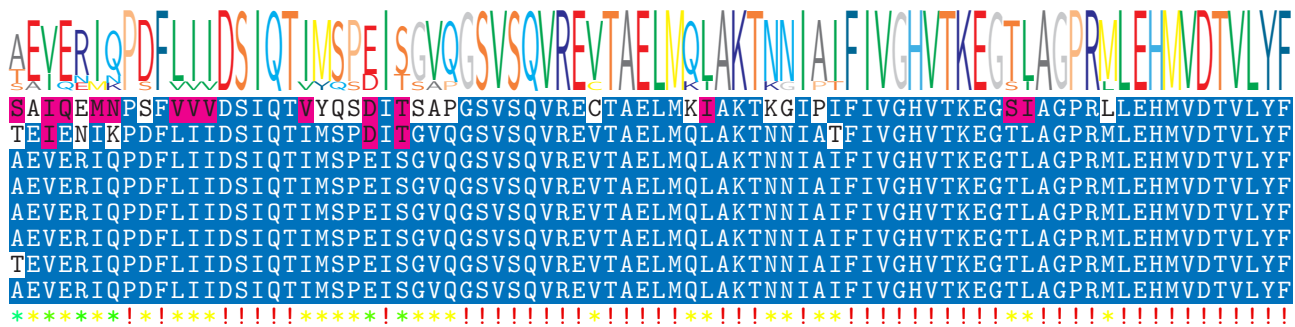 AEVERIQPDFLIIDSIQTIMSPEISGVQGSVSQVREVTAELMQLAKTNNIAIFIVGHVTKEGTLAGPRMLEHMVDTVLYF
SAIQEMNPSFVVVDSIQTVYQSDITSAPGSVSQVRECTAELMKIAKTKGIPIFIVGHVTKEGSIAGPRLLEHMVDTVLYF
TEIENIKPDFLIIDSIQTIMSPDITGVQGSVSQVREVTAELMQLAKTNNIATFIVGHVTKEGTLAGPRMLEHMVDTVLYF
AEVERIQPDFLIIDSIQTIMSPEISGVQGSVSQVREVTAELMQLAKTNNIAIFIVGHVTKEGTLAGPRMLEHMVDTVLYF
AEVERIQPDFLIIDSIQTIMSPEISGVQGSVSQVREVTAELMQLAKTNNIAIFIVGHVTKEGTLAGPRMLEHMVDTVLYF
AEVERIQPDFLIIDSIQTIMSPEISGVQGSVSQVREVTAELMQLAKTNNIAIFIVGHVTKEGTLAGPRMLEHMVDTVLYF
AEVERIQPDFLIIDSIQTIMSPEISGVQGSVSQVREVTAELMQLAKTNNIAIFIVGHVTKEGTLAGPRMLEHMVDTVLYF
TEVERIQPDFLIIDSIQTIMSPEISGVQGSVSQVREVTAELMQLAKTNNIAIFIVGHVTKEGTLAGPRMLEHMVDTVLYF
AEVERIQPDFLIIDSIQTIMSPEISGVQGSVSQVREVTAELMQLAKTNNIAIFIVGHVTKEGTLAGPRMLEHMVDTVLYF
*******!*!***!!!!!*****!****!!!!!!!!*!!!!!**!!!**!**!!!!!!!!!!**!!!!*!!!!!!!!!!!